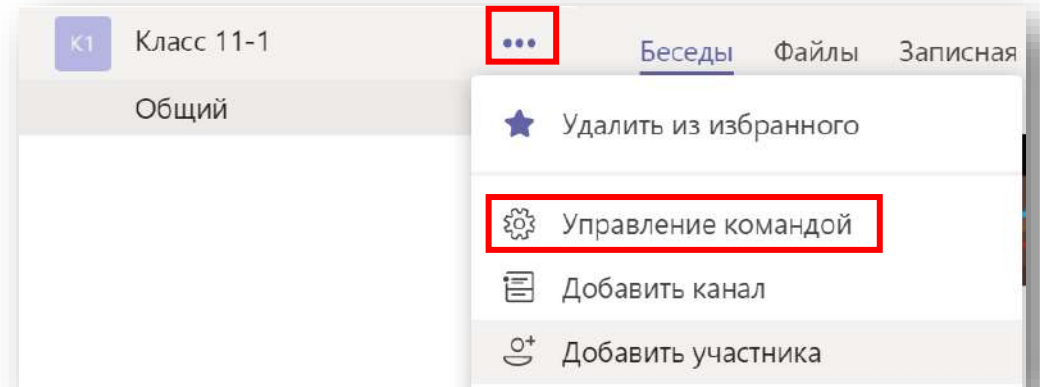 К1 Класс 11-1
Беседы Файлы Записная
Общий
Удалить из избранного
Управление командой
Добавить канал
Добавить участника